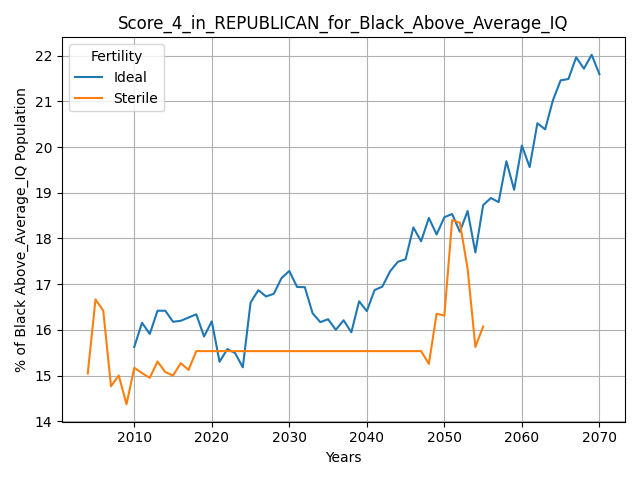 Score_4_in_REPUBLICAN_for_Black_Above_Average_IQ
Fertility
Ideal
Sterile
% of Black Above_Average_IQ Population
22
21
20
19
18
17
16
15
14
2010
2020
2030
2040
2050
2060
2070
Years